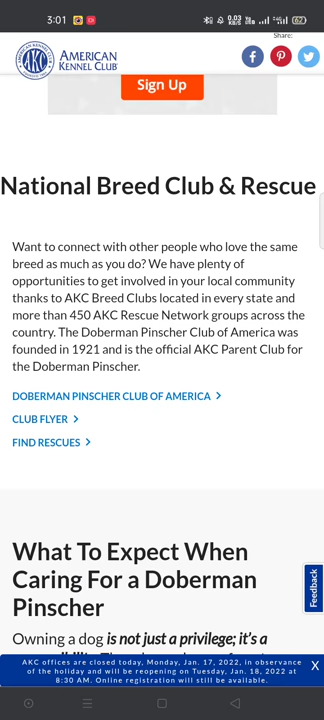 3:01
0.03
KB/S
62
Share:
AKC
AMERICAN
KENNEL CLUB
Sign Up
National Breed Club & Rescue
Want to connect with other people who love the same
breed as much as you do? We have plenty of
opportunities to get involved in your local community
thanks to AKC Breed Clubs located in every state and
more than 450 AKC Rescue Network groups across the
country. The Doberman Pinscher Club of America was
founded in 1921 and is the official AKC Parent Club for
the Doberman Pinscher.
DOBERMAN PINSCHER CLUB OF AMERICA >
CLUB FLYER >
FIND RESCUES >
What To Expect When
Caring For a Doberman
Pinscher
Feedback
Owning a dog is not just a privilege; it's a
AKC offices are closed today, Monday, Jan. 17, 2022, in observance
of the holiday and will be reopening on Tuesday, Jan. 18, 2022 at
8:30 AM. Online registration will still be available.
X